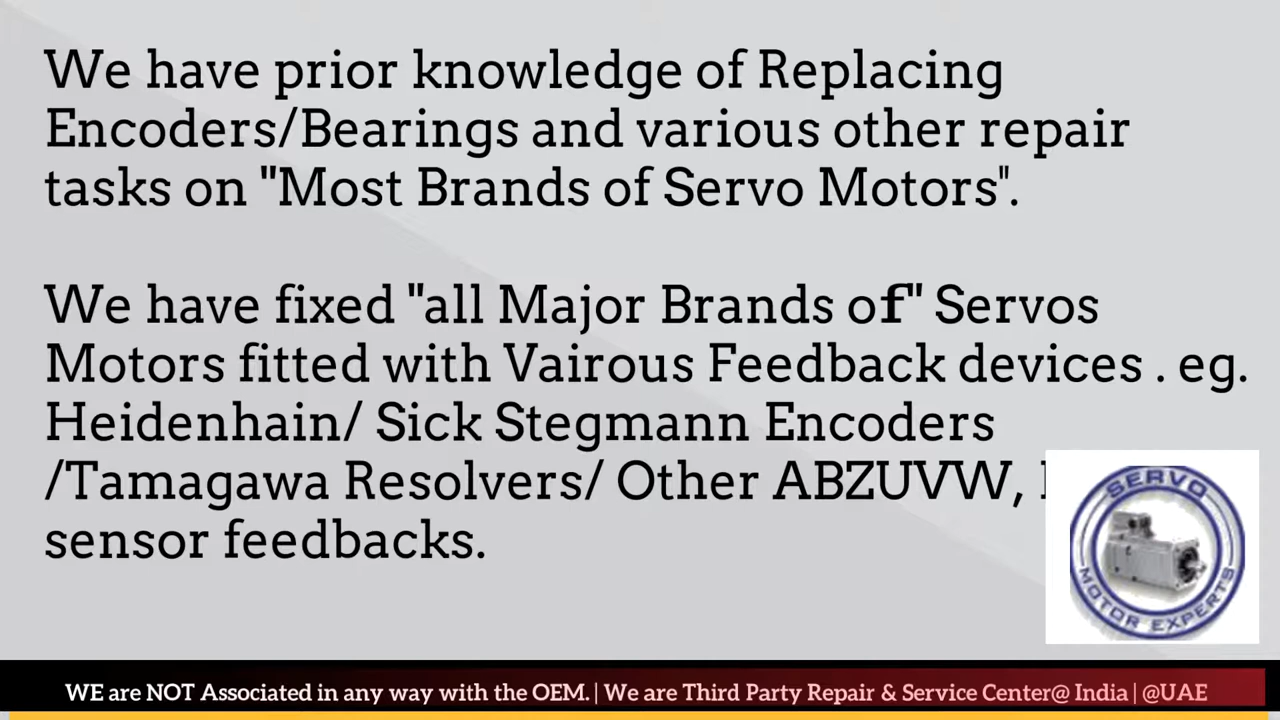 We have prior knowledge of Replacing
Encoders/Bearings and various other repair
tasks on "Most Brands of Servo Motors".
We have fixed "all Major Brands of" Servos
Motors fitted with Vairous Feedback devices . eg.
Heidenhain/ Sick Stegmann Encoders
/Tamagawa Resolvers/ Other ABZUVW,
sensor feedbacks.
SERVO
MOTOR EXPERTS
WE are NOT Associated in any way with the OEM. | We are Third Party Repair & Service Center@ India | @UAE